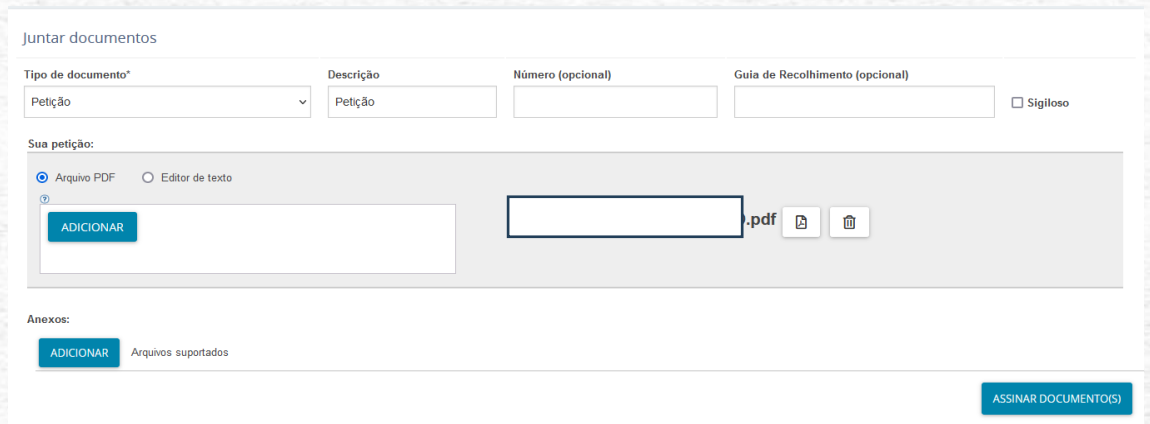 Juntar documentos
Tipo de documento* Descrição Número (opcional) Guia de Recolhimento (opcional)
Petição Petição Sigiloso
Sua petição:
Arquivo PDF Editor de texto
ADICIONAR .pdf
Anexos:
ADICIONAR Arquivos suportados
ASSINAR DOCUMENTO(S)